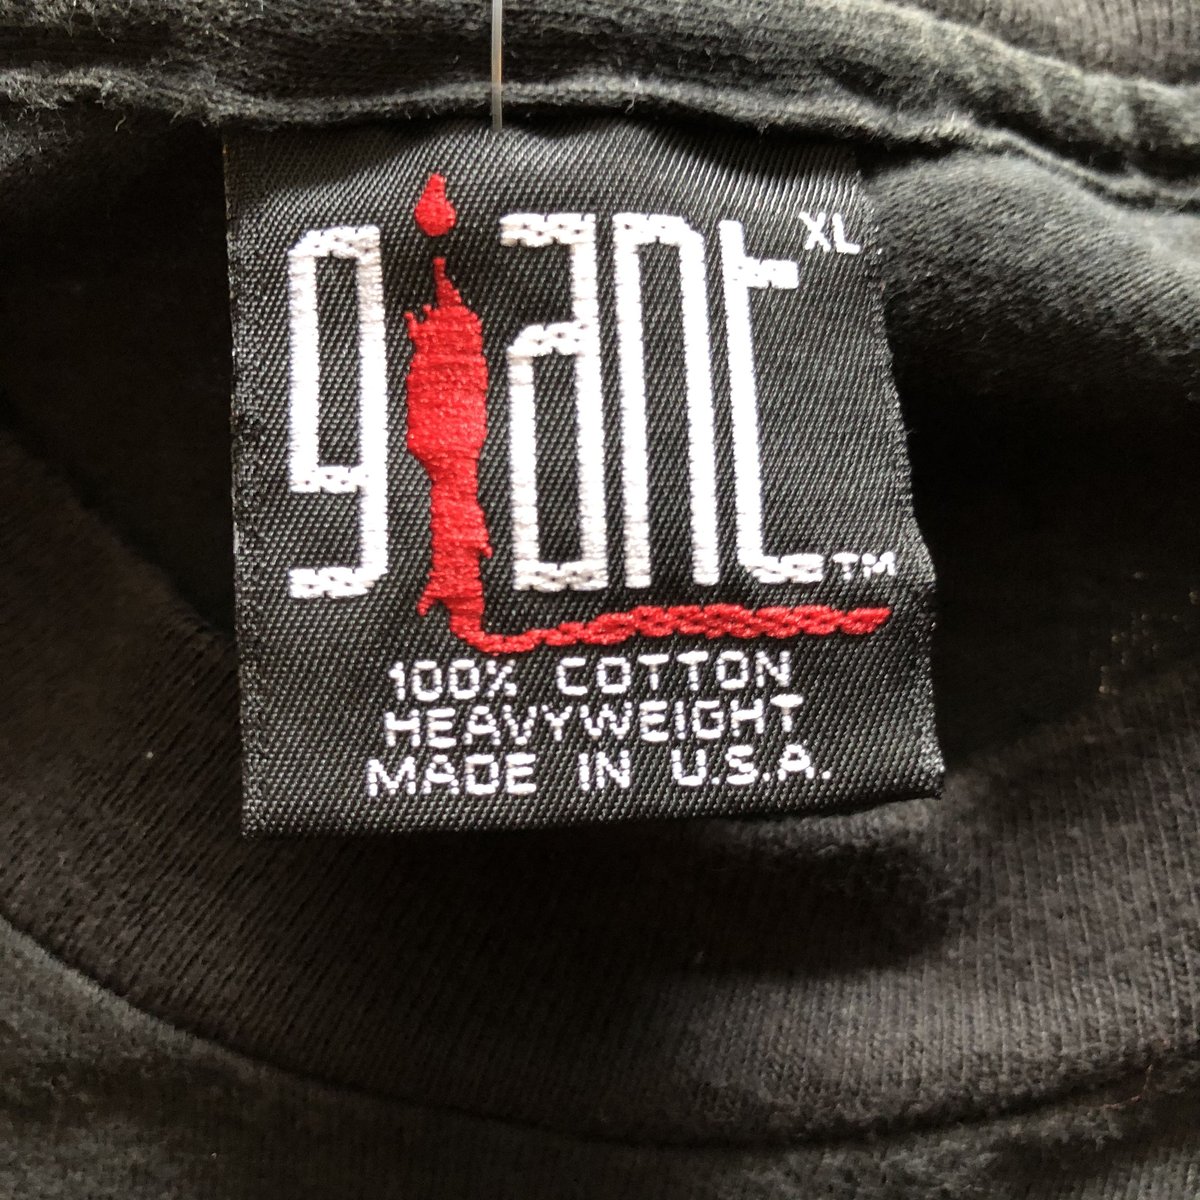 giant XL
TM
100% COTTON
HEAVYWEIGHT
MADE IN U.S.A.